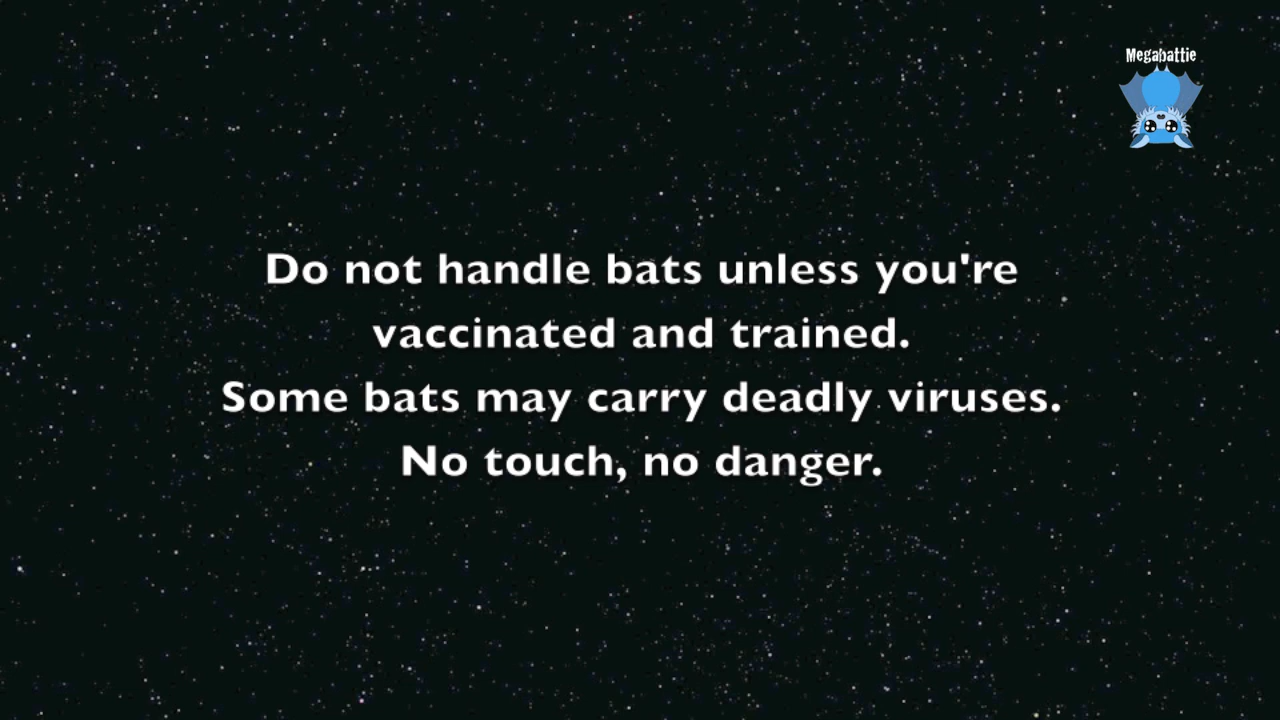 Megabattie
Do not handle bats unless you're
vaccinated and trained.
Some bats may carry deadly viruses.
No touch, no danger.